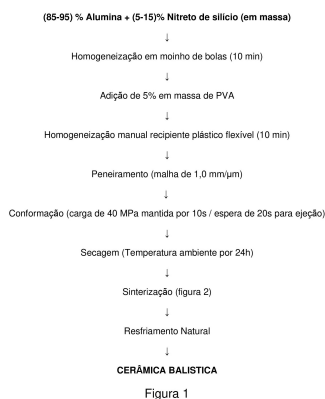 (85-95) % Alumina + (5-15)% Nitreto de silício (em massa)
↓
Homogeneização em moinho de bolas (10 min)
↓
Adição de 5% em massa de PVA
↓
Homogeneização manual recipiente plástico flexível (10 min)
↓
Peneiramento (malha de 1,0 mm/µm)
↓
Conformação (carga de 40 MPa mantida por 10s / espera de 20s para ejeção)
↓
Secagem (Temperatura ambiente por 24h)
↓
Sinterização (figura 2)
↓
Resfriamento Natural
↓
CERÂMICA BALISTICA
Figura 1